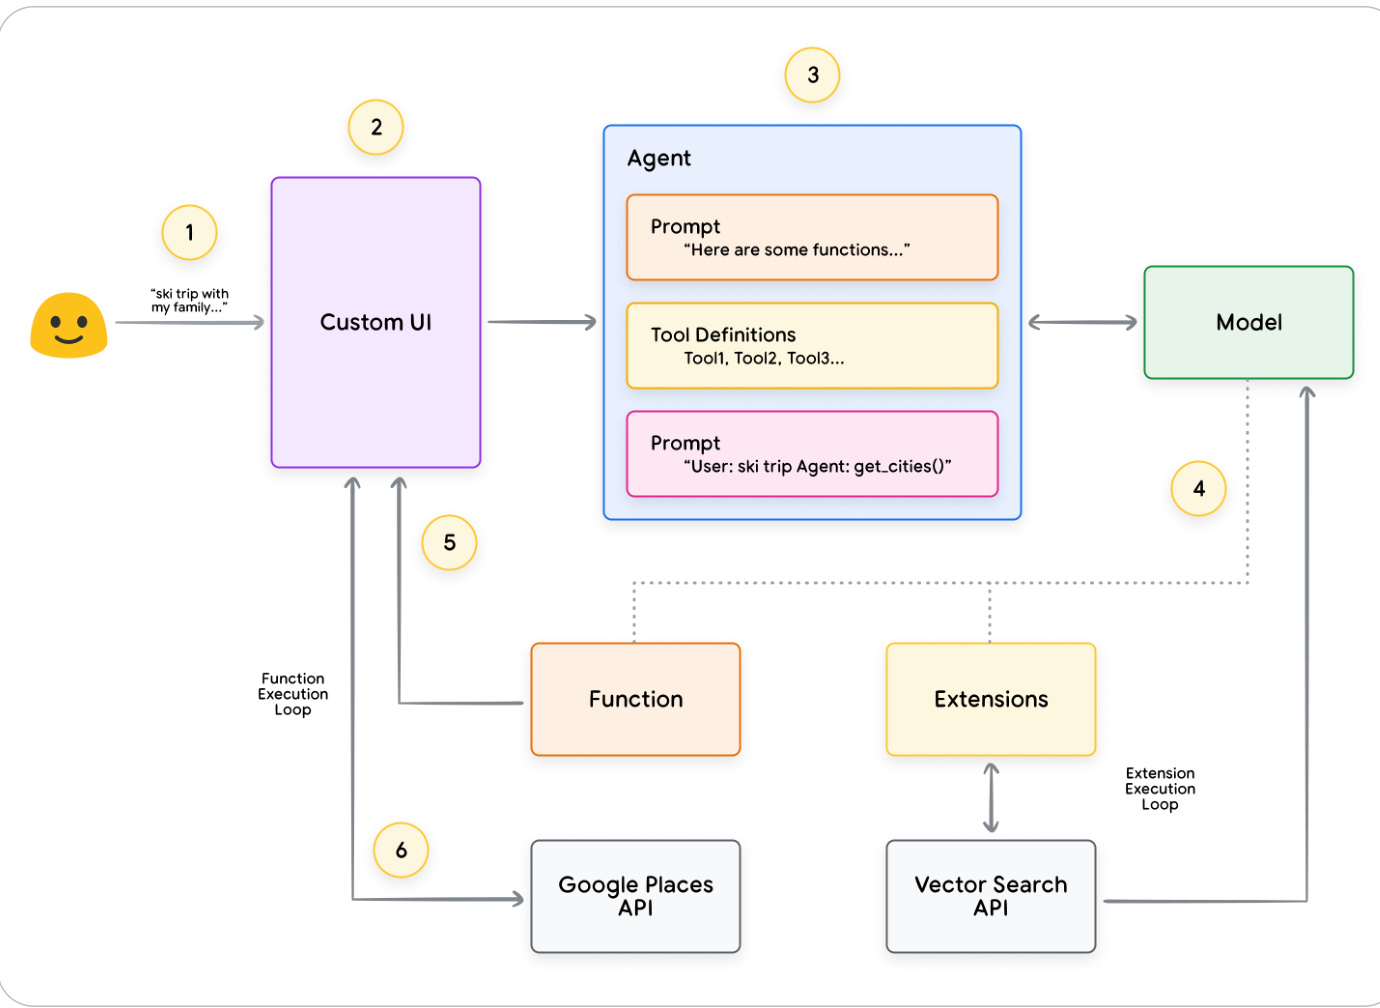 3
2
Agent
1
Prompt
“Here are some functions...”
“ski trip with
my family...”
Custom UI
Tool Definitions
Tool1, Tool2, Tool3...
Model
Prompt
“User: ski trip Agent: get_cities()”
4
5
Function
Execution
Loop
Function
Extensions
Extension
Execution
Loop
6
Google Places
API
Vector Search
API